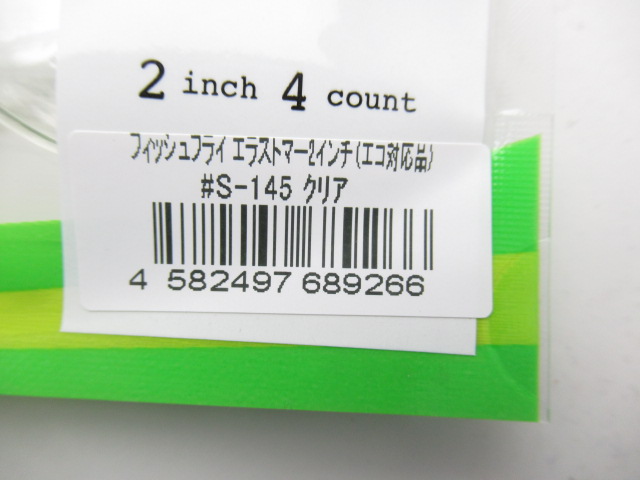 2 inch 4 count
フィッシュフライ エラストマー2インチ(エコ対応品)
#S-145 クリア
4 582497 689266